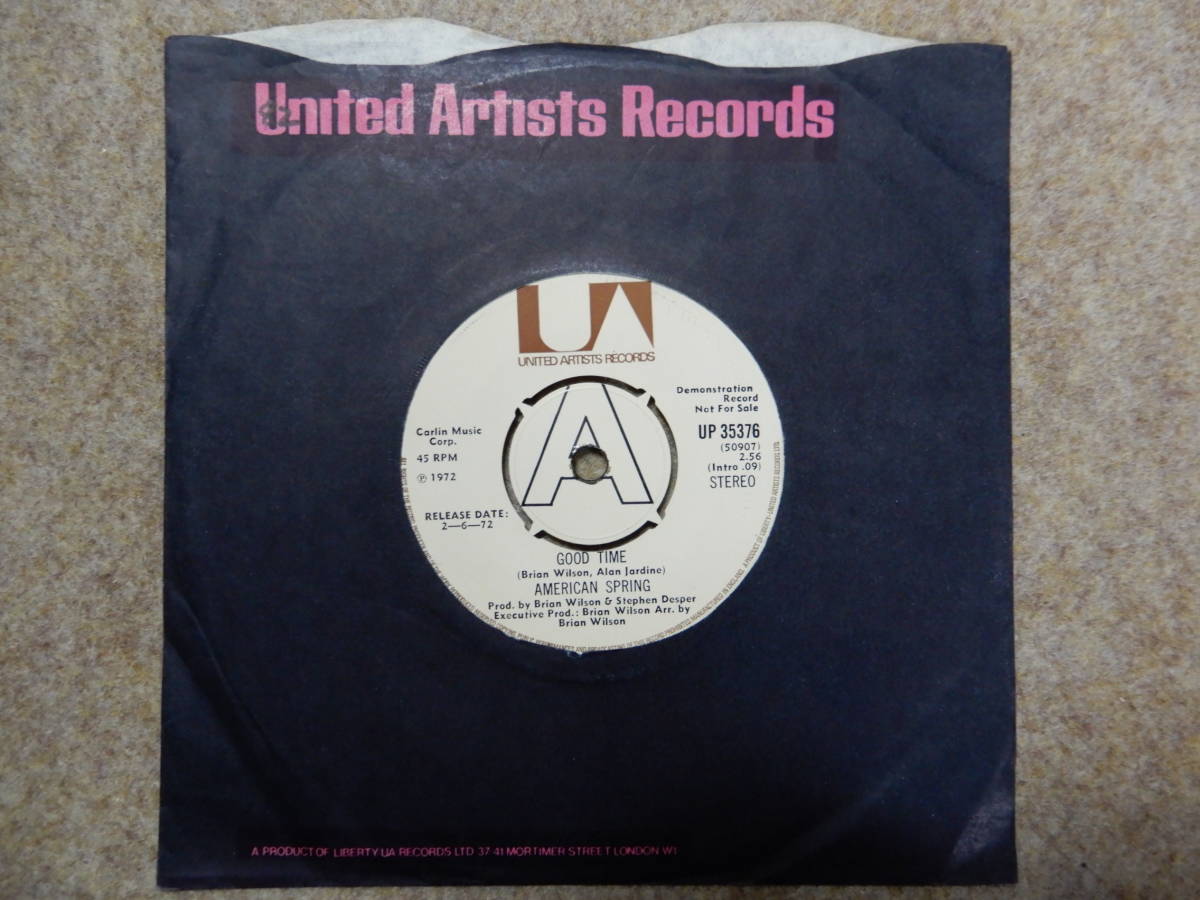 United Artists Records
UA
UNITED ARTISTS RECORDS
A
Demonstration
Record
Not For Sale
UP 35376
(50907)
2.56
(Intro .09)
STEREO
Carlin Music
Corp.
45 RPM
℗ 1972
RELEASE DATE:
2—6—72
GOOD TIME
(Brian Wilson, Alan Jardine)
AMERICAN SPRING
Prod. by Brian Wilson & Stephen Desper
Executive Prod.: Brian Wilson Arr. by
Brian Wilson
A PRODUCT OF LIBERTY UA RECORDS LTD 37 41 MORTIMER STREET LONDON W1